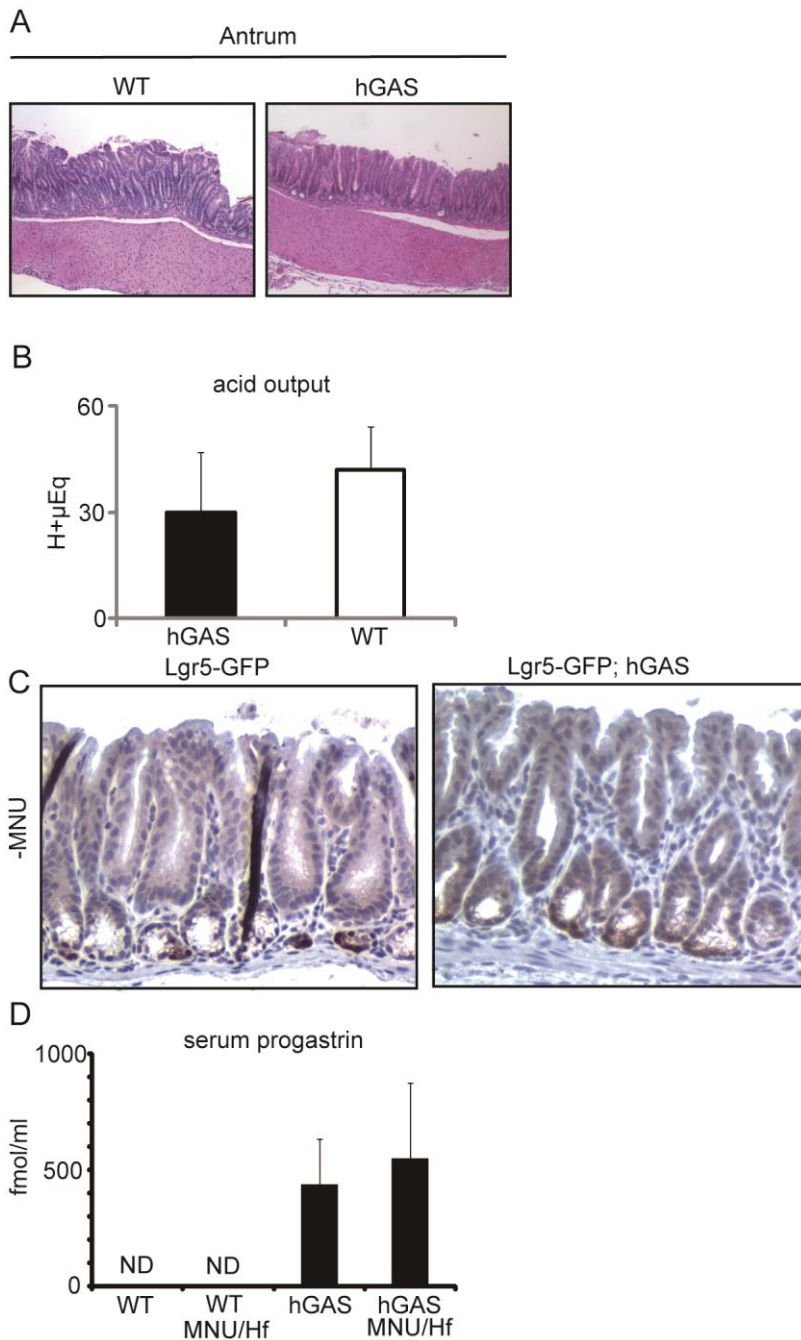 A
Antrum
WT hGAS
B
acid output
60
30
0
H+µEq
hGAS WT
C
Lgr5-GFP Lgr5-GFP; hGAS
-MNU
D
serum progastrin
1000
500
0
fmol/ml
ND ND
WT WT hGAS hGAS
MNU/Hf MNU/Hf